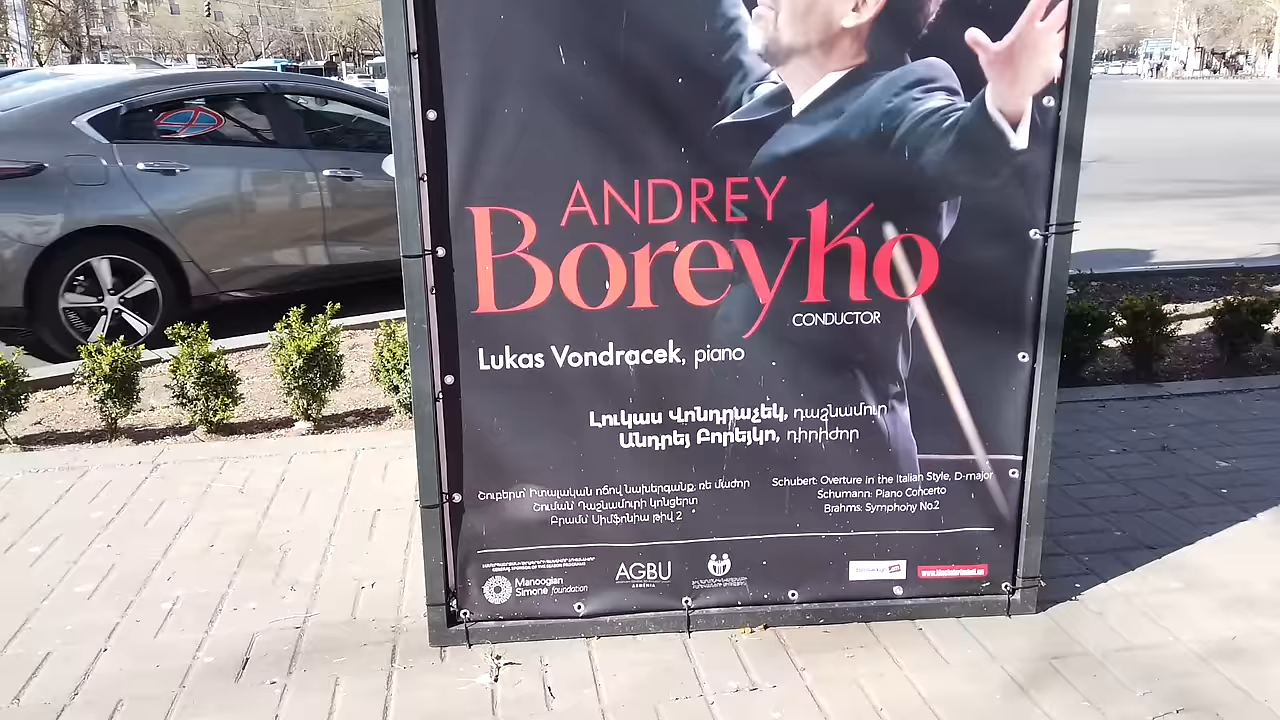 ANDREY
Boreyko
CONDUCTOR
Lukas Vondracek, piano
Լուկաս Վոնդրաչեկ, դաշնամուր
Անդրեյ Բորեյկո, դիրիժոր
Շուբերտ՝ Իտալական ոճով նախերգանք, ռե մաժոր
Շուման՝ Դաշնամուրի կոնցերտ
Բրամս՝ Սիմֆոնիա թիվ 2
Schubert: Overture in the Italian Style, D-major
Schumann: Piano Concerto
Brahms: Symphony No.2
Manoogian
Simone foundation
AGBU
ARMENIA